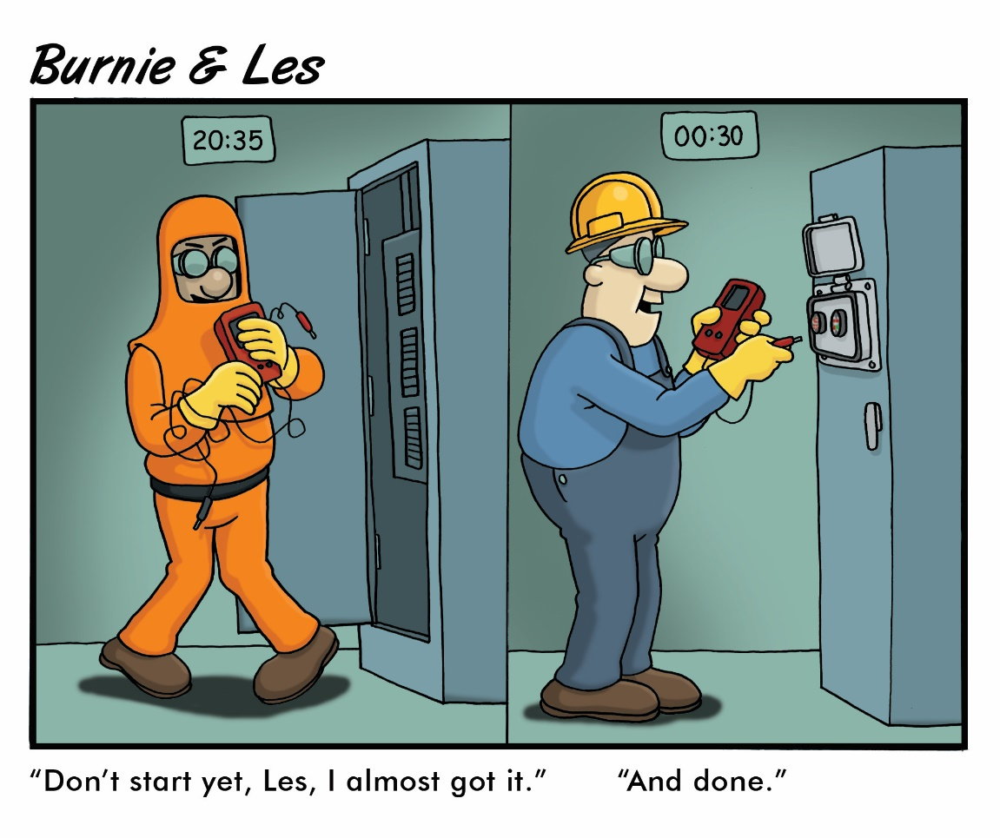 Burnie & Les
20:35
00:30
“Don’t start yet, Les, I almost got it.”
“And done.”